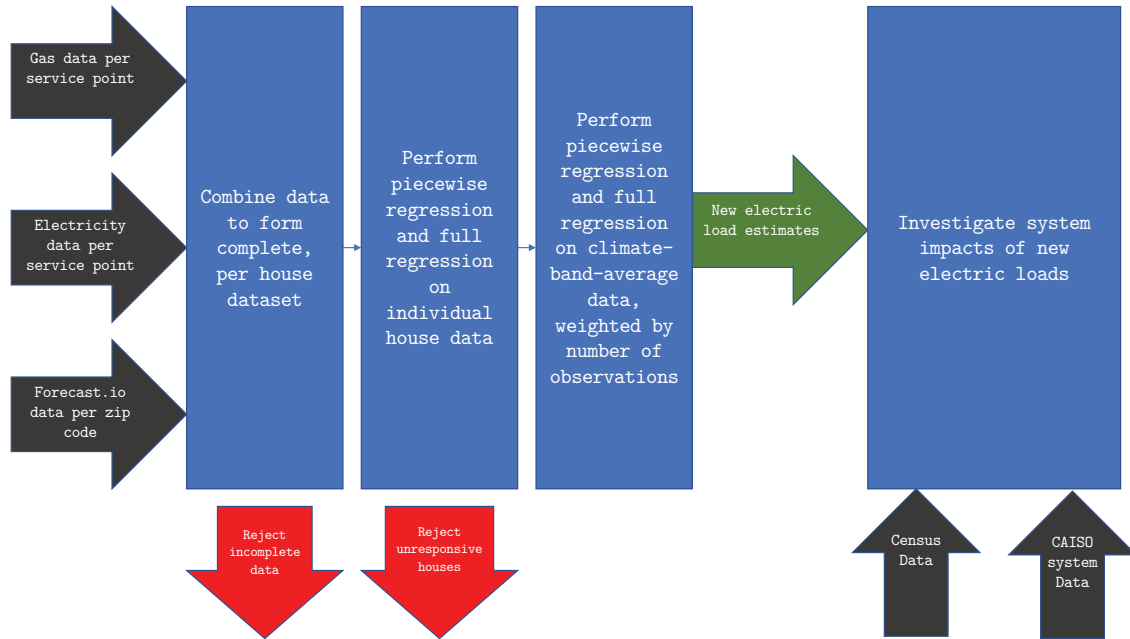 Gas data per
service point
Electricity
data per
service point
Forecast.io
data per zip
code
Combine data
to form
complete,
per house
dataset
Perform
piecewise
regression
and full
regression
on
individual
house data
Perform
piecewise
regression
and full
regression
on climate-
band-average
data,
weighted by
number of
observations
New electric
load estimates
Investigate system
impacts of new
electric loads
Reject
incomplete
data
Reject
unresponsive
houses
Census
Data
CAISO
system
Data